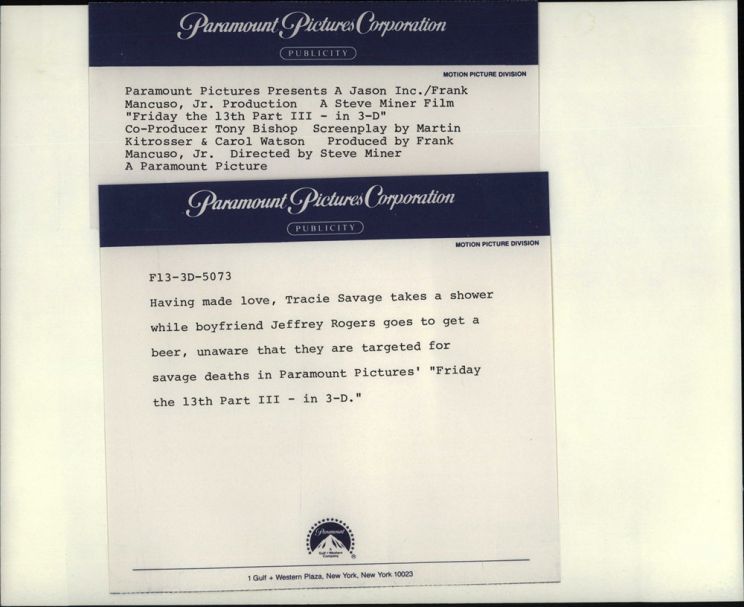 Paramount Pictures Corporation
PUBLICITY
MOTION PICTURE DIVISION
Paramount Pictures Presents A Jason Inc./Frank
Mancuso, Jr. Production A Steve Miner Film
"Friday the 13th Part III - in 3-D"
Co-Producer Tony Bishop Screenplay by Martin
Kitrosser & Carol Watson Produced by Frank
Mancuso, Jr. Directed by Steve Miner
A Paramount Picture
Paramount Pictures Corporation
PUBLICITY
MOTION PICTURE DIVISION
F13-3D-5073
Having made love, Tracie Savage takes a shower
while boyfriend Jeffrey Rogers goes to get a
beer, unaware that they are targeted for
savage deaths in Paramount Pictures' "Friday
the 13th Part III - in 3-D."
Paramount
Gulf + Western
Company
®
1 Gulf + Western Plaza, New York, New York 10023